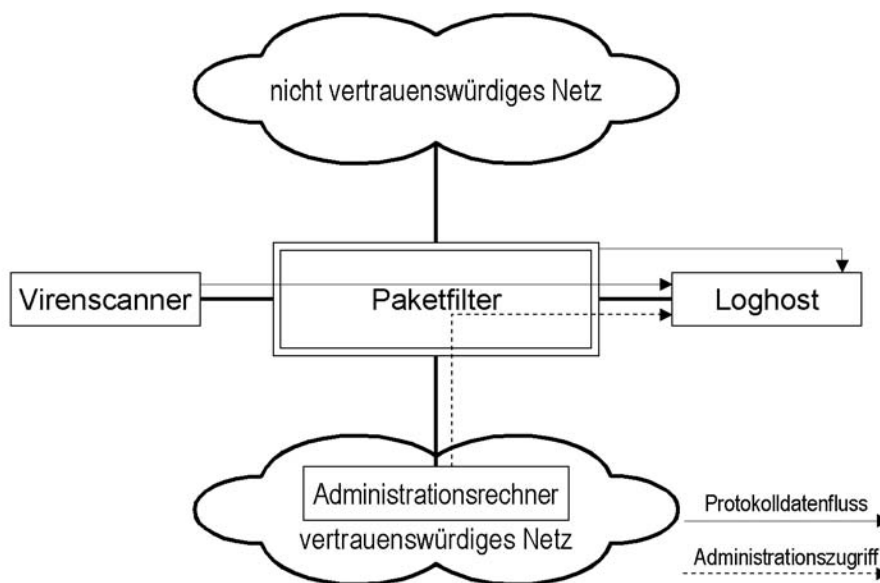 nicht vertrauenswürdiges Netz
Virenscanner
Paketfilter
Loghost
Administrationsrechner
vertrauenswürdiges Netz
Protokolldatenfluss
Administrationszugriff